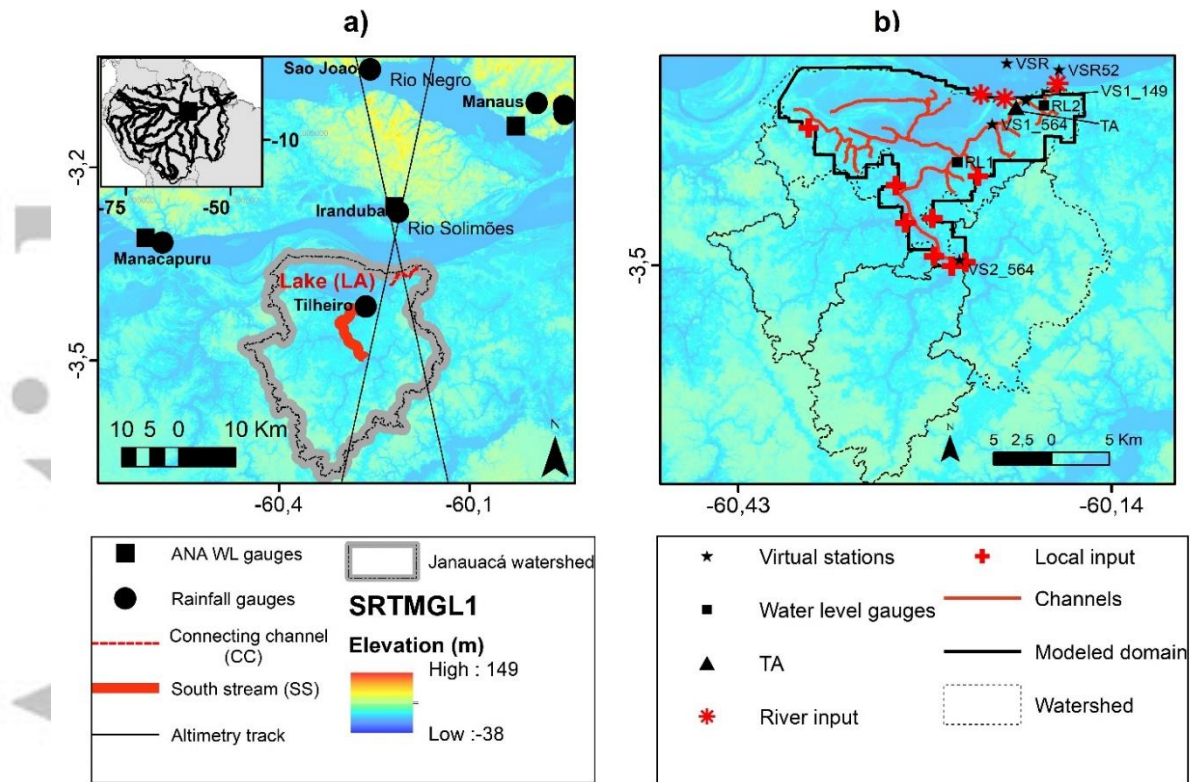 a)
b)
Sao Joao
Rio Negro
Manaus
-10
-75
-50
-3,2
Iranduba
Rio Solimões
Manacapuru
Lake (LA)
Tilheiro
-3,5
10 5 0 10 Km
N
-60,4
-60,1
VSR
VSR52
VS1_149
RL2
TA
VS1_564
RL1
-3,5
VS2_564
N
5 2,5 0 5 Km
-60,43
-60,14
ANA WL gauges
Rainfall gauges
Connecting channel
(CC)
South stream (SS)
Altimetry track
Janauacá watershed
SRTMGL1
Elevation (m)
High : 149
Low :-38
Virtual stations
Water level gauges
TA
River input
Local input
Channels
Modeled domain
Watershed